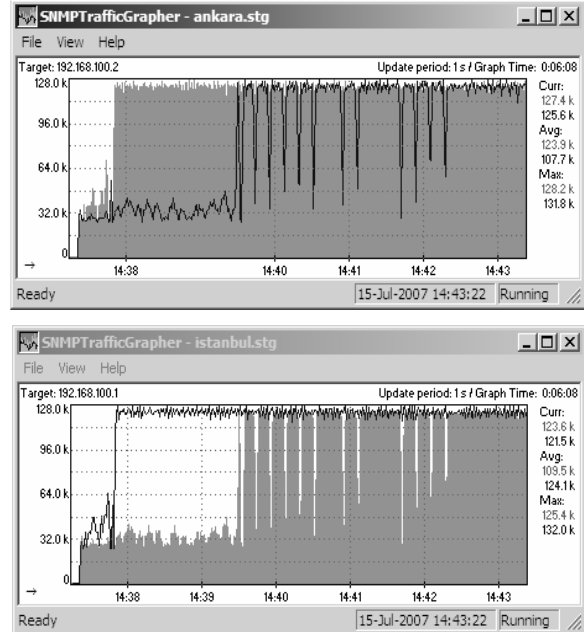 SNMPTrafficGrapher - ankara.stg
File View Help
Target: 192.168.100.2 Update period: 1 s / Graph Time: 0:06:08
128.0 k
96.0 k
64.0 k
32.0 k
0
→
14:38 14:40 14:41 14:42 14:43
Curr:
127.4 k
125.6 k
Avg:
123.9 k
107.7 k
Max:
128.2 k
131.8 k
Ready 15-Jul-2007 14:43:22 Running
SNMPTrafficGrapher - istanbul.stg
File View Help
Target: 192.168.100.1 Update period: 1 s / Graph Time: 0:06:08
128.0 k
96.0 k
64.0 k
32.0 k
0
→
14:38 14:39 14:40 14:41 14:42 14:43
Curr:
123.6 k
121.5 k
Avg:
109.5 k
124.1 k
Max:
125.4 k
132.0 k
Ready 15-Jul-2007 14:43:22 Running